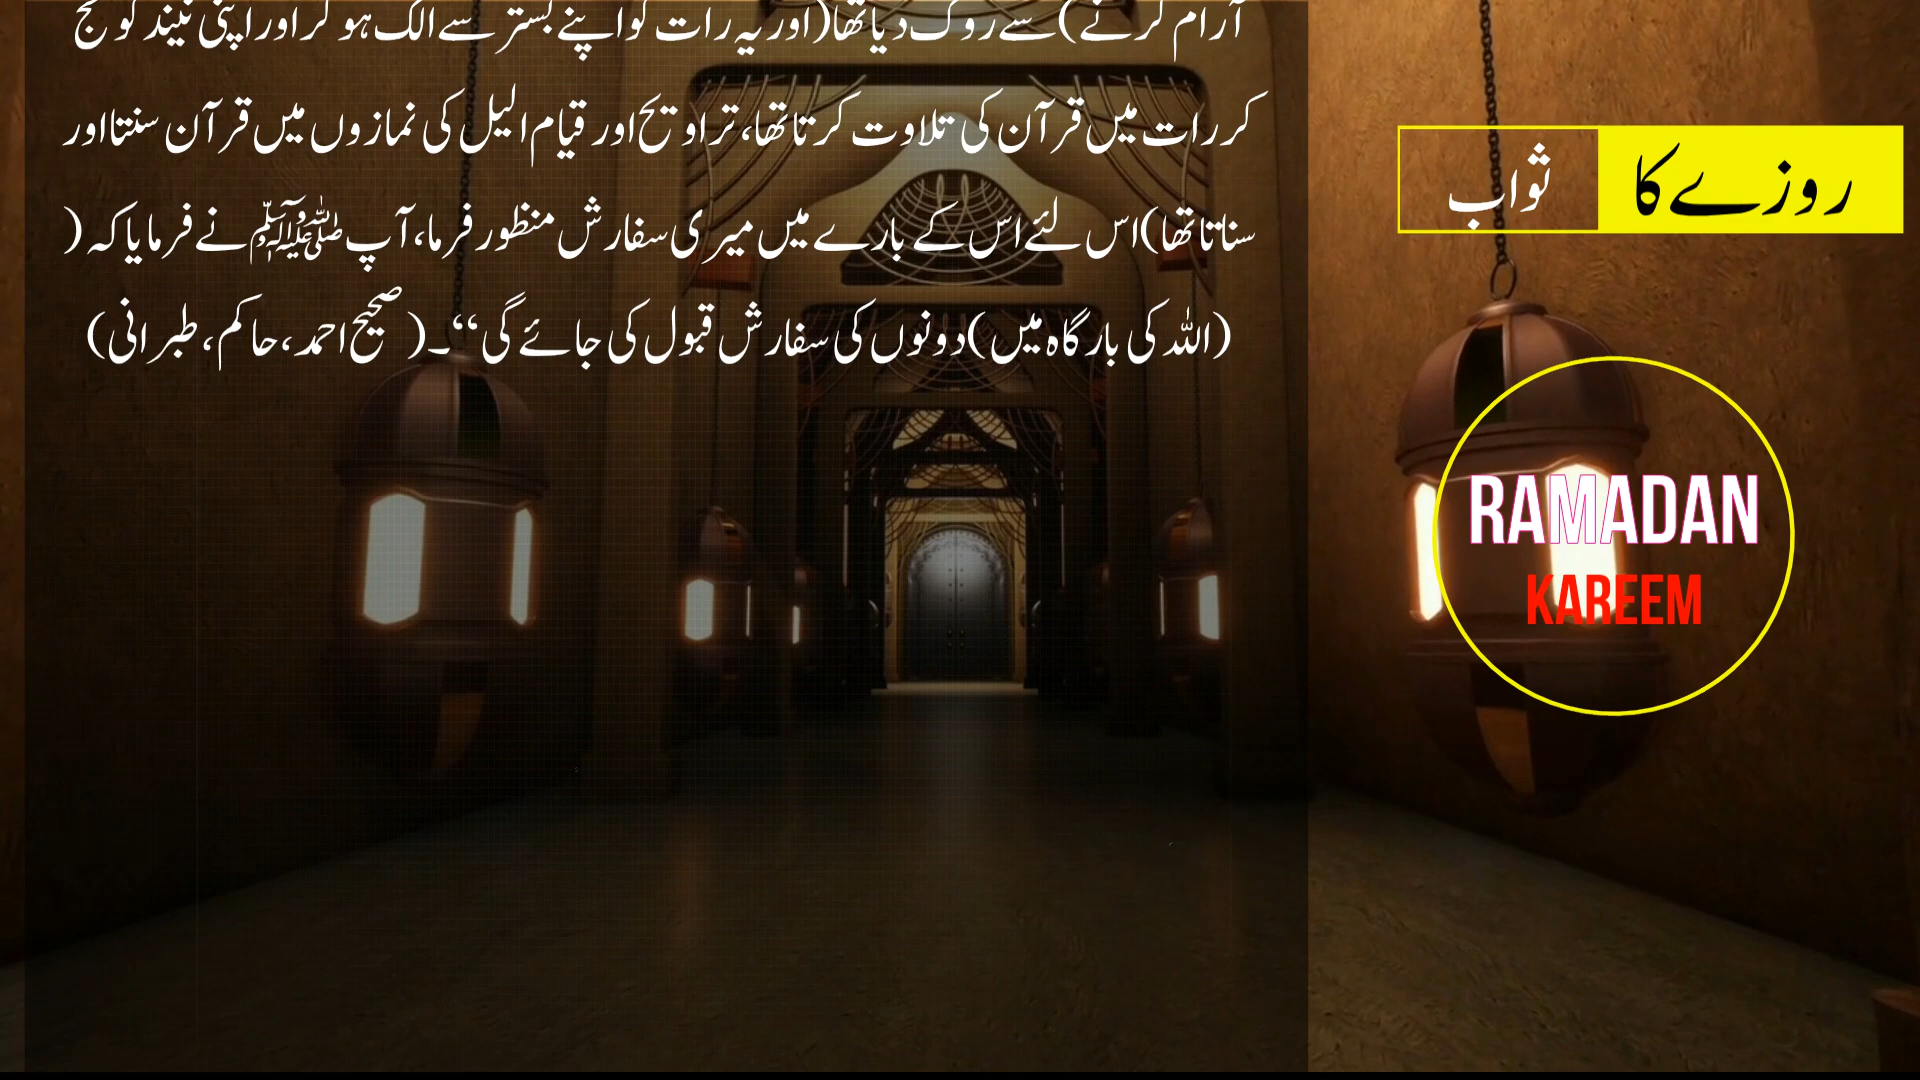 آرام کرنے) سے روک دیا تھا (اور یہ رات کو اپنے بستر سے الگ ہو کر اور اپنی نیند کو تج
کر رات میں قرآن کی تلاوت کرتا تھا، تراویح اور قیام الیل کی نمازوں میں قرآن سنتا اور
سناتا تھا) اس لئے اس کے بارے میں میری سفارش منظور فرما، آپ ﷺ نے فرمایا کہ (
(اللہ کی بارگاہ میں) دونوں کی سفارش قبول کی جائے گی“۔ (صحیح احمد، حاکم، طبرانی)
روزے کا ثواب
RAMADAN
KAREEM